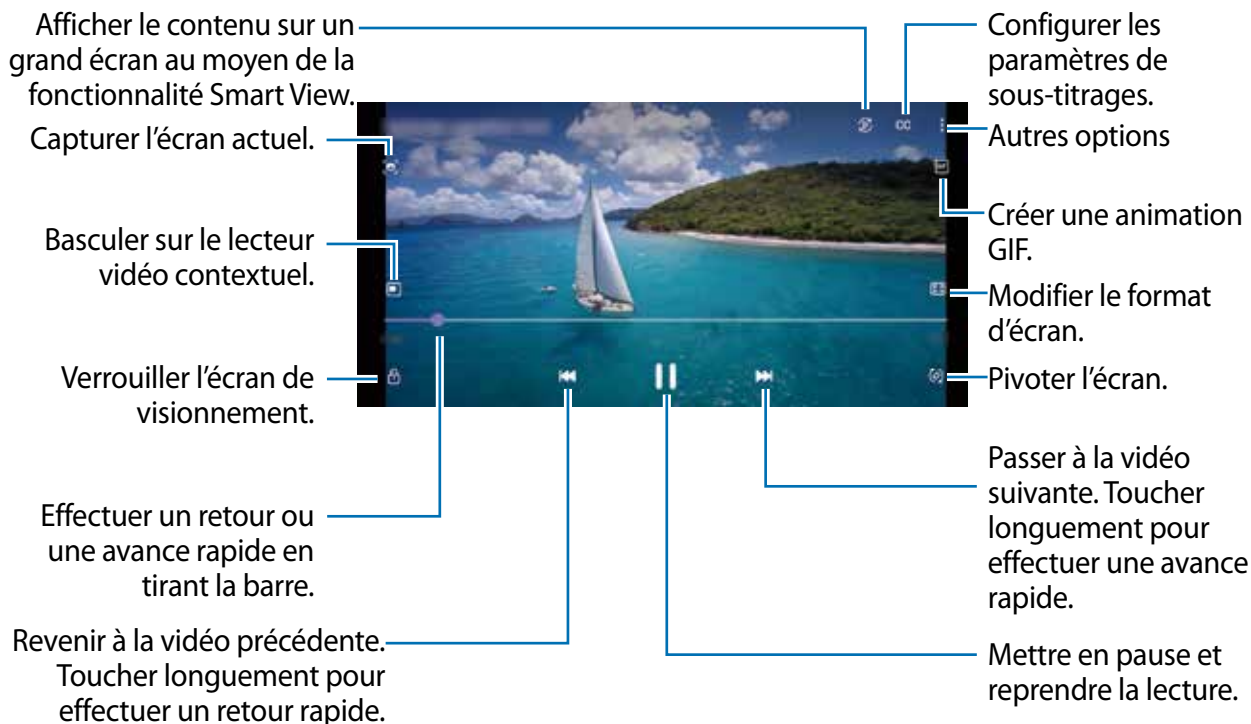 Afficher le contenu sur un
grand écran au moyen de la
fonctionnalité Smart View.
Capturer l’écran actuel.
Basculer sur le lecteur
vidéo contextuel.
Verrouiller l’écran de
visionnement.
Effectuer un retour ou
une avance rapide en
tirant la barre.
Revenir à la vidéo précédente.
Toucher longuement pour
effectuer un retour rapide.
CC
Configurer les
paramètres de
sous-titrages.
Autres options
Créer une animation
GIF.
Modifier le format
d’écran.
Pivoter l’écran.
Passer à la vidéo
suivante. Toucher
longuement pour
effectuer une avance
rapide.
Mettre en pause et
reprendre la lecture.